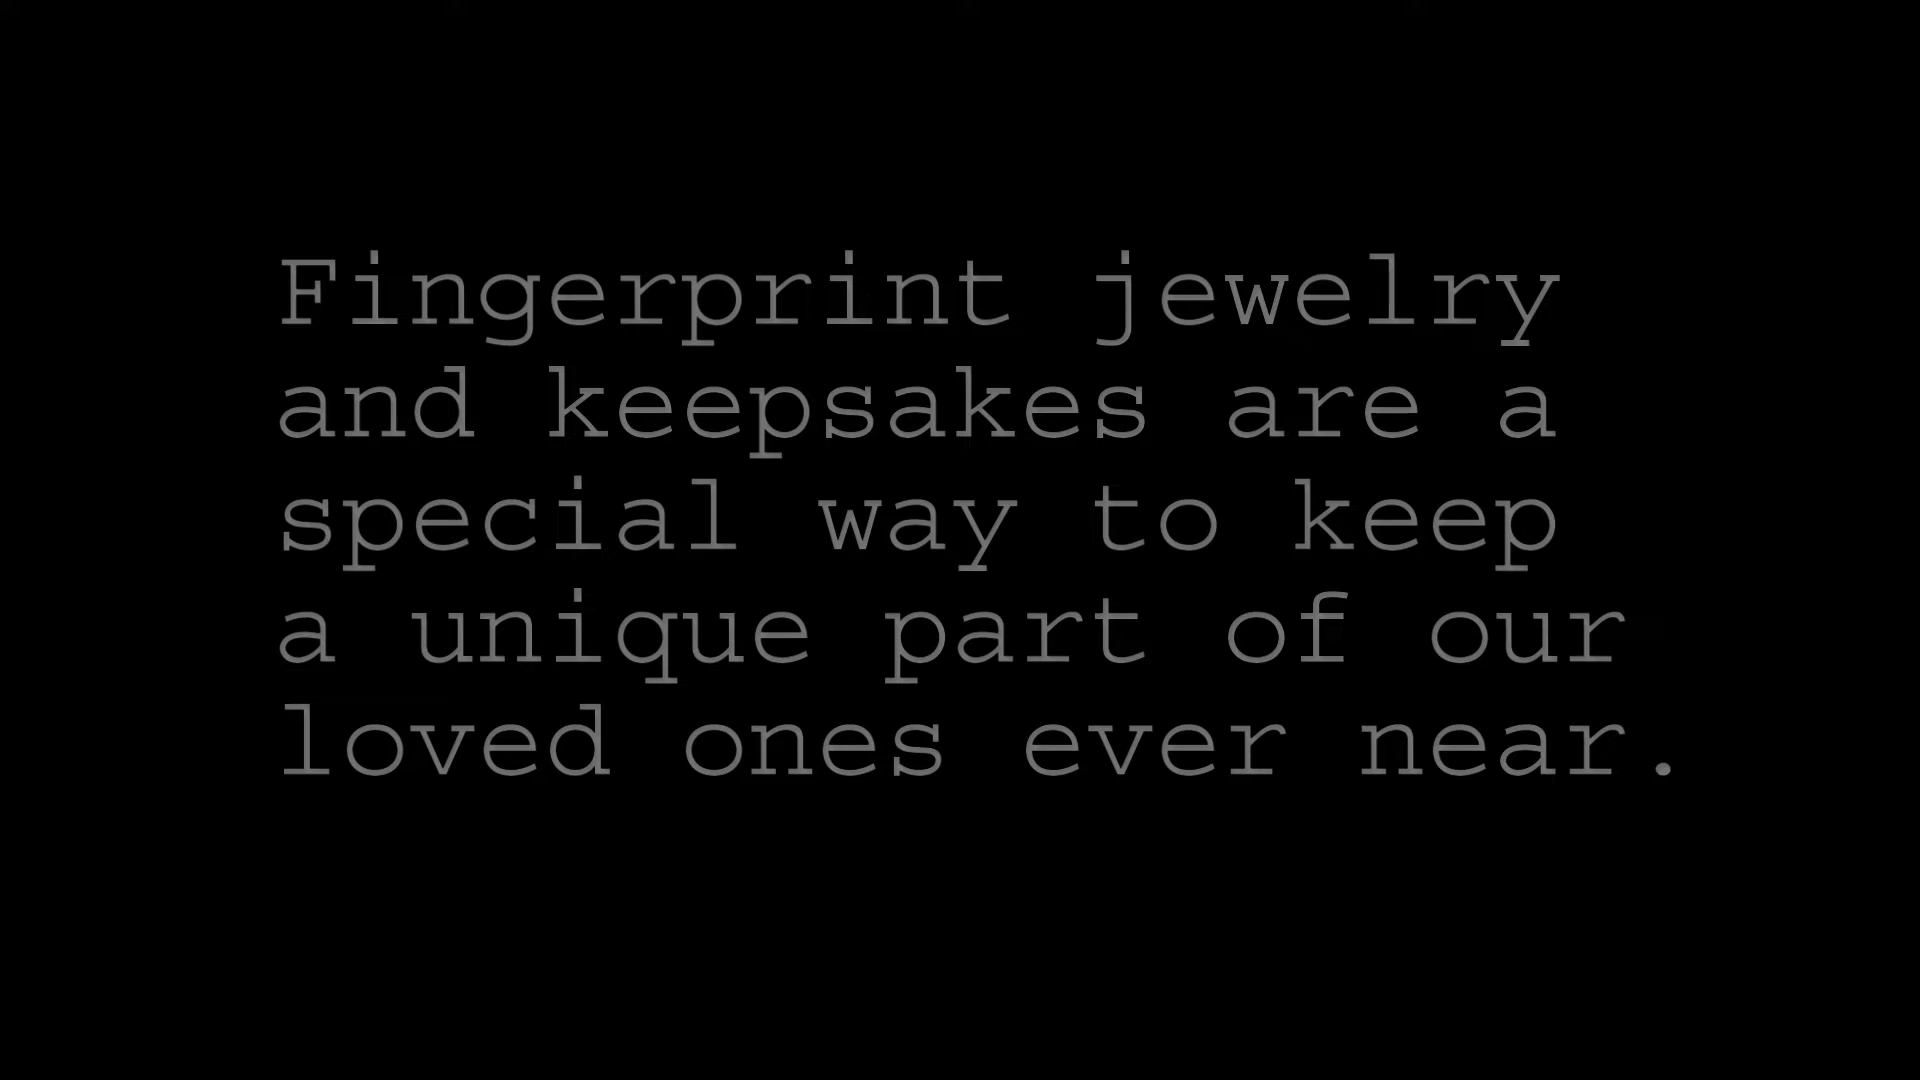 Fingerprint jewelry
and keepsakes are a
special way to keep
a unique part of our
loved ones ever near.